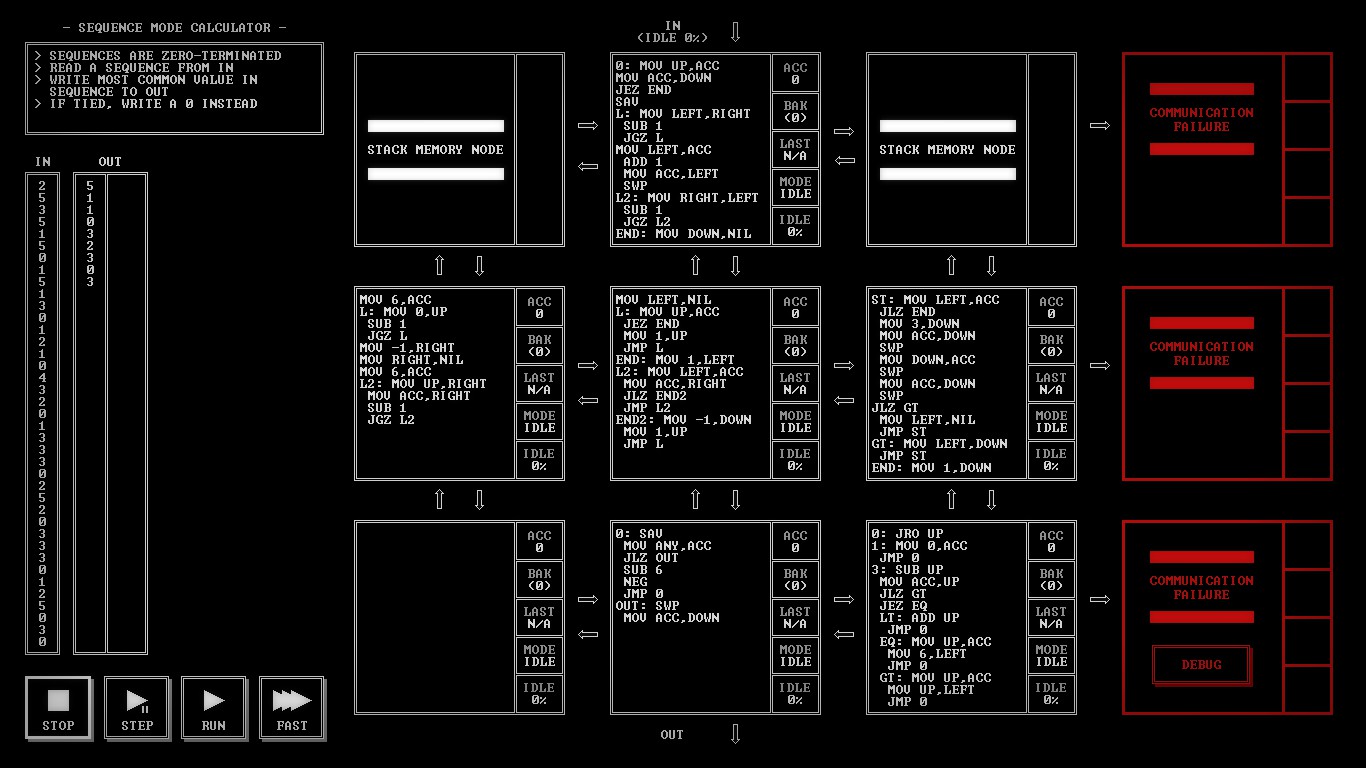 - SEQUENCE MODE CALCULATOR -
> SEQUENCES ARE ZERO-TERMINATED
> READ A SEQUENCE FROM IN
> WRITE MOST COMMON VALUE IN
SEQUENCE TO OUT
> IF TIED, WRITE A 0 INSTEAD
IN
2
5
3
5
1
5
0
1
5
1
3
0
1
2
1
0
4
3
2
0
1
3
3
3
0
2
5
2
0
3
3
3
0
1
2
5
0
3
0
OUT
5
1
1
0
3
2
3
0
3
STOP
STEP
RUN
FAST
IN
(IDLE 0%)
STACK MEMORY NODE
0: MOV UP,ACC
MOV ACC,DOWN
JEZ END
SAV
L: MOV LEFT,RIGHT
SUB 1
JGZ L
MOV LEFT,ACC
ADD 1
MOV ACC,LEFT
SWP
L2: MOV RIGHT,LEFT
SUB 1
JGZ L2
END: MOV DOWN,NIL
ACC
0
BAK
(0)
LAST
N/A
MODE
IDLE
IDLE
0%
STACK MEMORY NODE
COMMUNICATION
FAILURE
MOV 6,ACC
L: MOV 0,UP
SUB 1
JGZ L
MOV -1,RIGHT
MOV RIGHT,NIL
MOV 6,ACC
L2: MOV UP,RIGHT
MOV ACC,RIGHT
SUB 1
JGZ L2
ACC
0
BAK
(0)
LAST
N/A
MODE
IDLE
IDLE
0%
MOV LEFT,NIL
L: MOV UP,ACC
JEZ END
MOV 1,UP
JMP L
END: MOV 1,LEFT
L2: MOV LEFT,ACC
MOV ACC,RIGHT
JLZ END2
JMP L2
END2: MOV -1,DOWN
MOV 1,UP
JMP L
ACC
0
BAK
(0)
LAST
N/A
MODE
IDLE
IDLE
0%
ST: MOV LEFT,ACC
JLZ END
MOV 3,DOWN
MOV ACC,DOWN
SWP
MOV DOWN,ACC
SWP
MOV ACC,DOWN
SWP
JLZ GT
MOV LEFT,NIL
JMP ST
GT: MOV LEFT,DOWN
JMP ST
END: MOV 1,DOWN
ACC
0
BAK
(0)
LAST
N/A
MODE
IDLE
IDLE
0%
COMMUNICATION
FAILURE
ACC
0
BAK
(0)
LAST
N/A
MODE
IDLE
IDLE
0%
0: SAV
MOV ANY,ACC
JLZ OUT
SUB 6
NEG
JMP 0
OUT: SWP
MOV ACC,DOWN
ACC
0
BAK
(0)
LAST
N/A
MODE
IDLE
IDLE
0%
0: JRO UP
1: MOV 0,ACC
JMP 0
3: SUB UP
MOV ACC,UP
JLZ GT
JEZ EQ
LT: ADD UP
JMP 0
EQ: MOV UP,ACC
MOV 6,LEFT
JMP 0
GT: MOV UP,ACC
MOV UP,LEFT
JMP 0
ACC
0
BAK
(0)
LAST
N/A
MODE
IDLE
IDLE
0%
COMMUNICATION
FAILURE
DEBUG
OUT